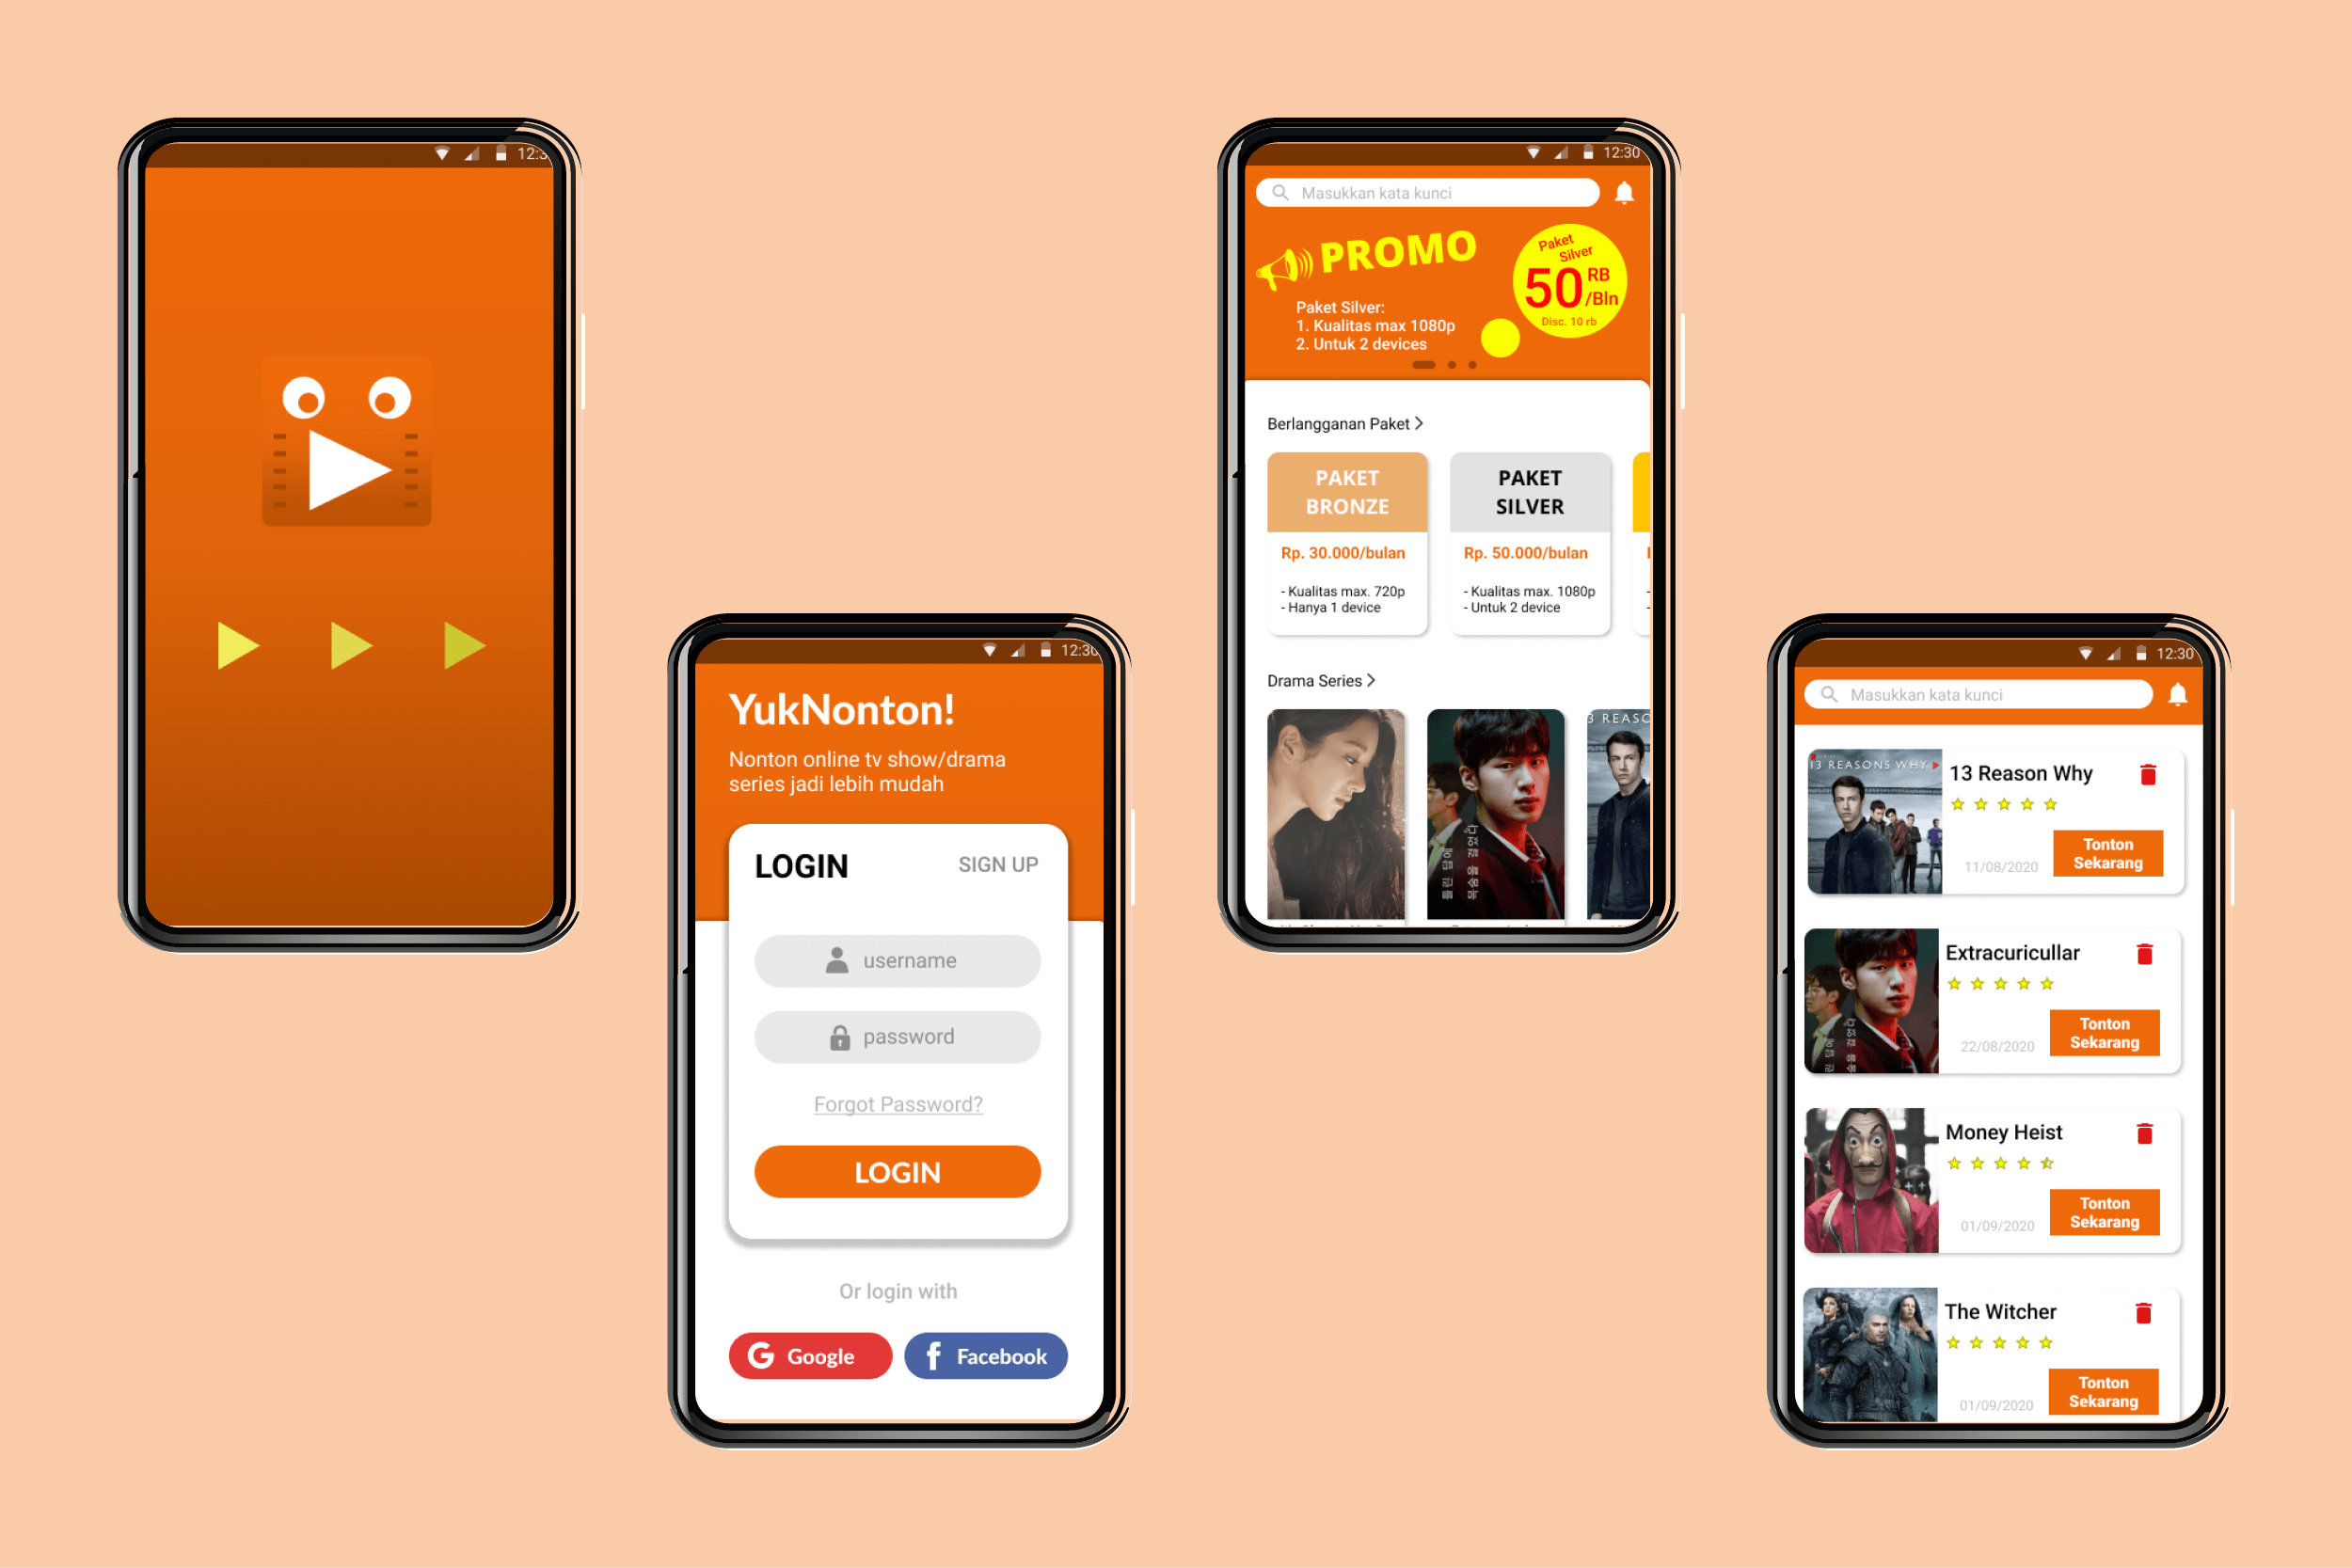 12:3
YukNonton!
Nonton online tv show/drama
series jadi lebih mudah
LOGIN
SIGN UP
username
password
Forgot Password?
LOGIN
Or login with
Google
Facebook
12:30
12:30
Masukkan kata kunci
PROMO
Paket Silver:
1. Kualitas max 1080p
2. Untuk 2 devices
Paket
Silver
50 RB
/Bln
Disc. 10 rb
Berlangganan Paket
PAKET
BRONZE
Rp. 30.000/bulan
- Kualitas max. 720p
- Hanya 1 device
PAKET
SILVER
Rp. 50.000/bulan
- Kualitas max. 1080p
- Untuk 2 device
Drama Series
3 REASO
12:30
Masukkan kata kunci
13 REASONS WHY
13 Reason Why
11/08/2020
Tonton
Sekarang
Extracuricullar
22/08/2020
Tonton
Sekarang
Money Heist
01/09/2020
Tonton
Sekarang
The Witcher
01/09/2020
Tonton
Sekarang